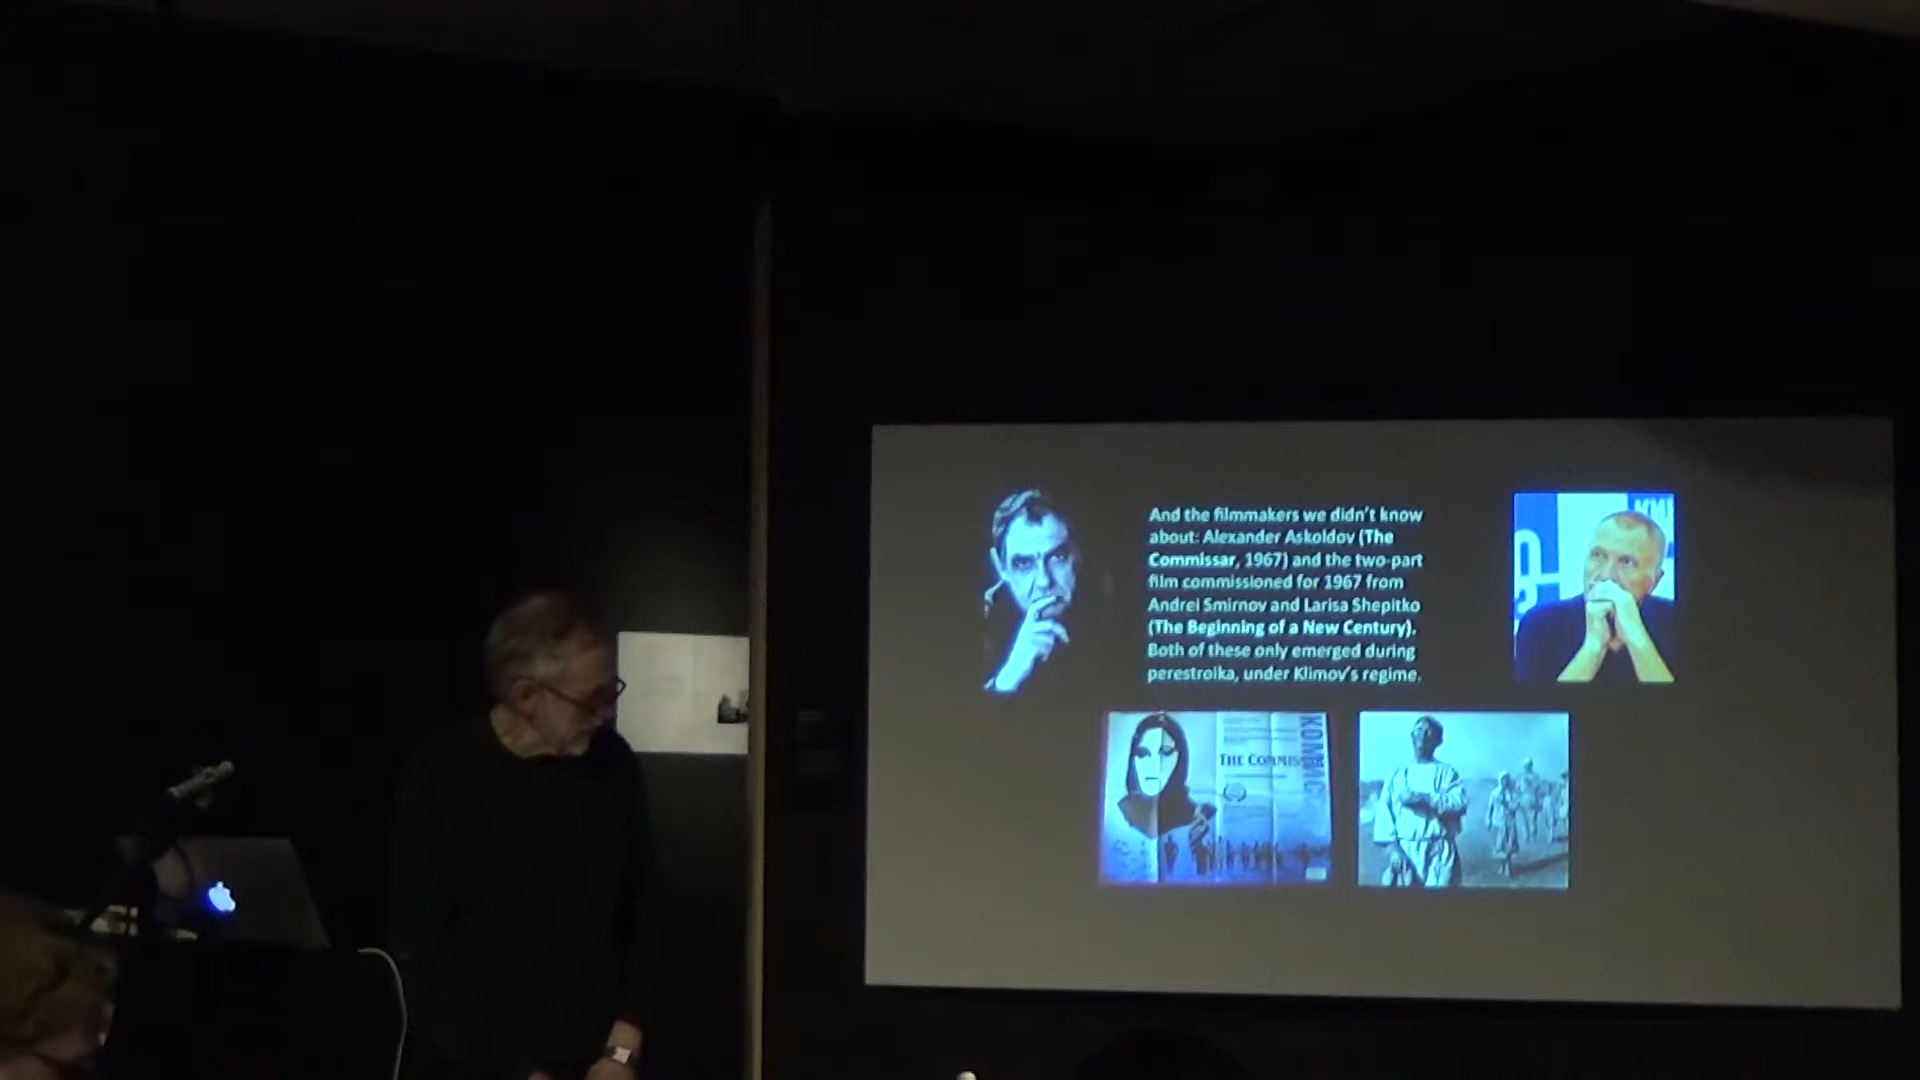 And the filmmakers we didn't know
about: Alexander Askoldov (The
Commissar, 1967) and the two-part
film commissioned for 1967 from
Andrei Smirnov and Larisa Shepitko
(The Beginning of a New Century).
Both of these only emerged during
perestroika, under Klimov's regime.
THE COMMIS
КОММИС